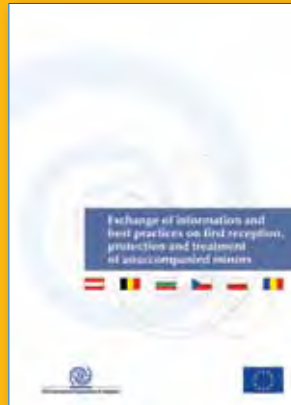 Exchange of information and
best practices on first reception,
protection and treatment
of unaccompanied minors